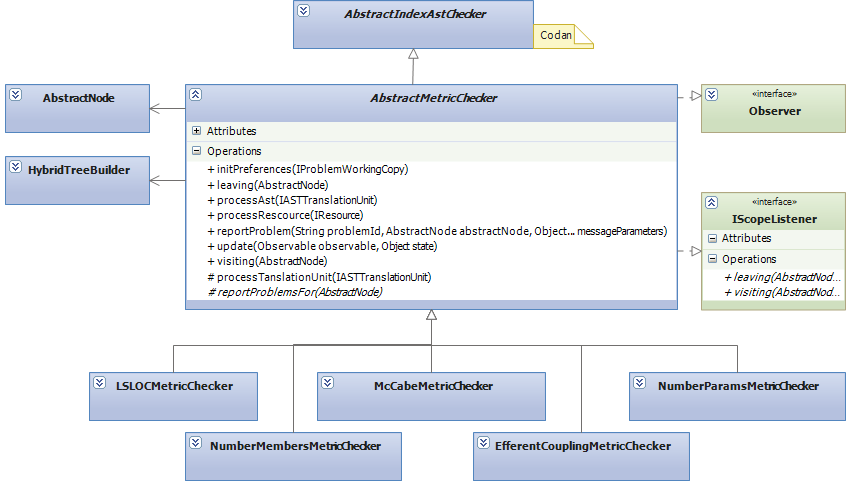 AbstractIndexAstChecker
Codan
AbstractNode
HybridTreeBuilder
AbstractMetricChecker
Attributes
Operations
+ initPreferences(IProblemWorkingCopy)
+ leaving(AbstractNode)
+ processAst(IASTTranslationUnit)
+ processRescource(IResource)
+ reportProblem(String problemId, AbstractNode abstractNode, Object... messageParameters)
+ update(Observable observable, Object state)
+ visiting(AbstractNode)
# processTanslationUnit(IASTTranslationUnit)
# reportProblemsFor(AbstractNode)
«interface»
Observer
«interface»
IScopeListener
Attributes
Operations
+ leaving(AbstractNod...
+ visiting(AbstractNod...
LSLOCMetricChecker
McCabeMetricChecker
NumberParamsMetricChecker
NumberMembersMetricChecker
EfferentCouplingMetricChecker